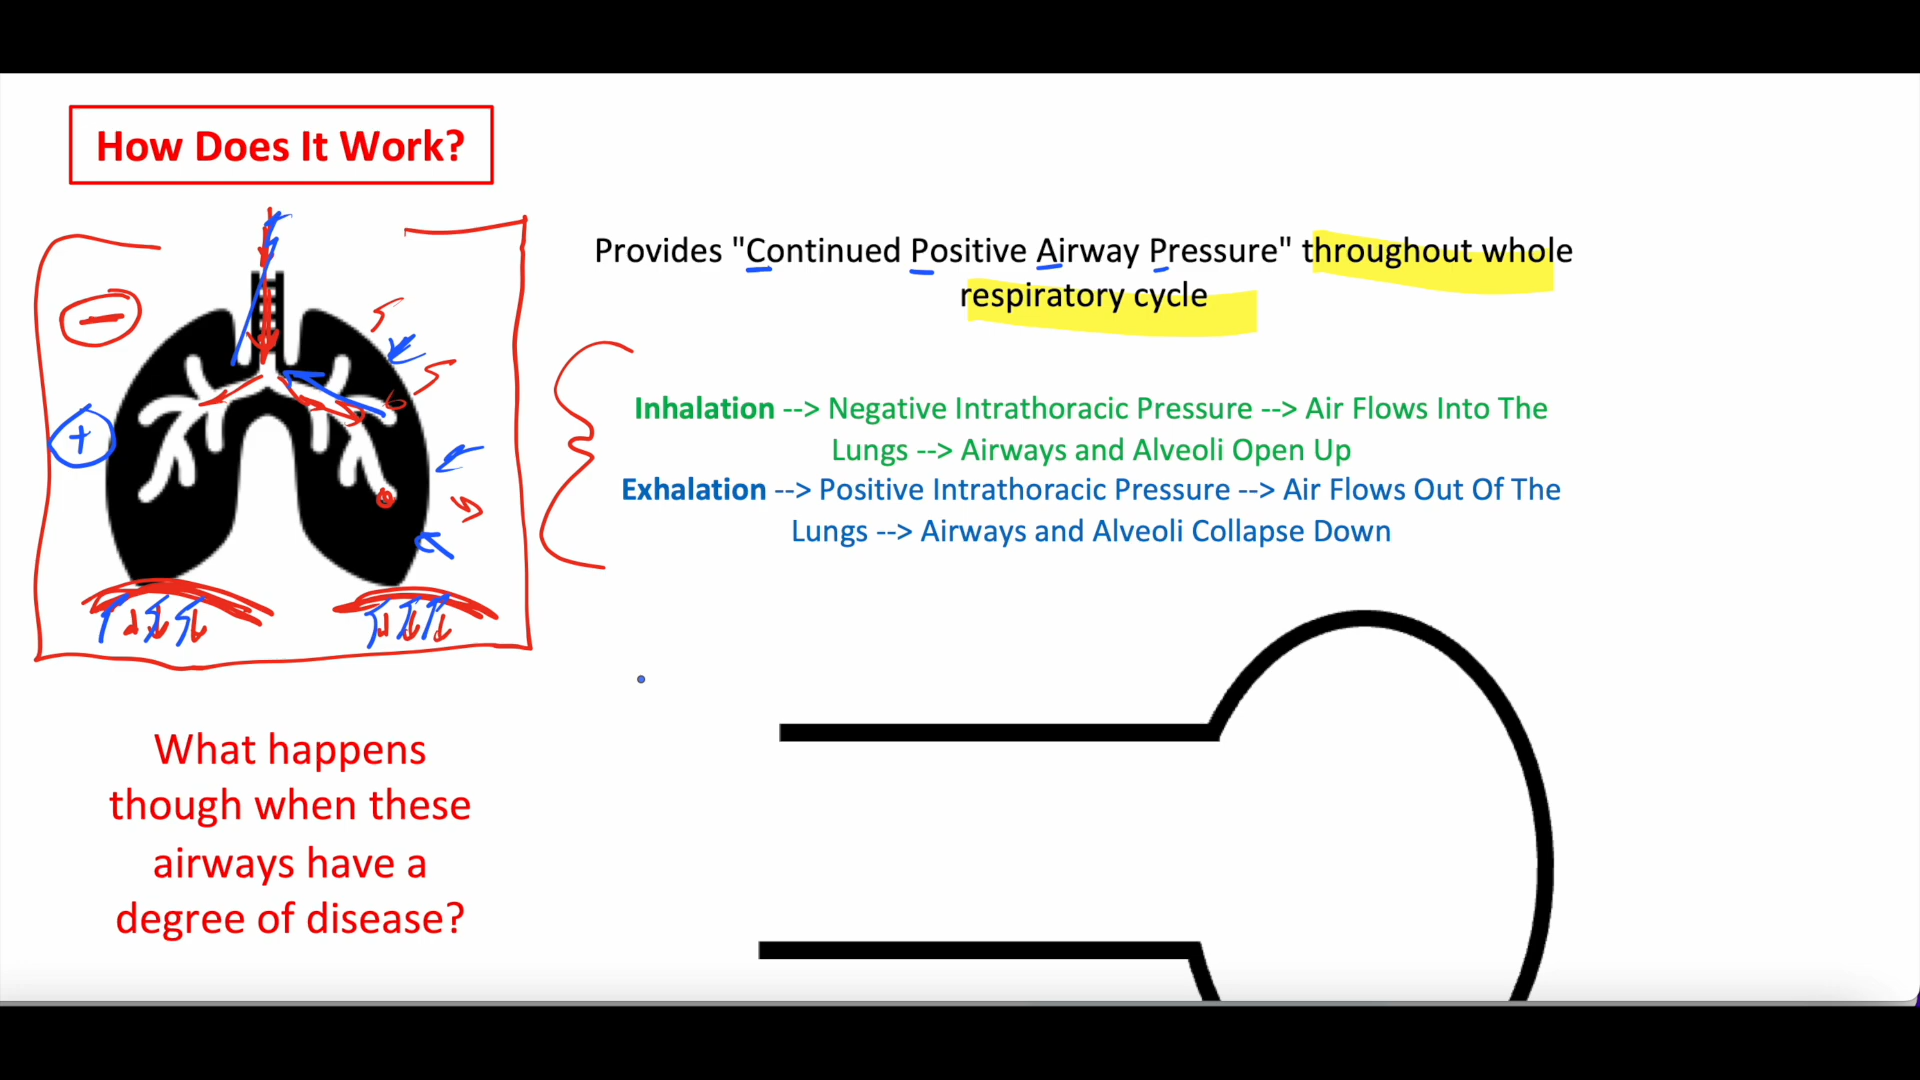 How Does It Work?
Provides "Continued Positive Airway Pressure" throughout whole
respiratory cycle
Inhalation --> Negative Intrathoracic Pressure --> Air Flows Into The
Lungs --> Airways and Alveoli Open Up
Exhalation --> Positive Intrathoracic Pressure --> Air Flows Out Of The
Lungs --> Airways and Alveoli Collapse Down
What happens
though when these
airways have a
degree of disease?